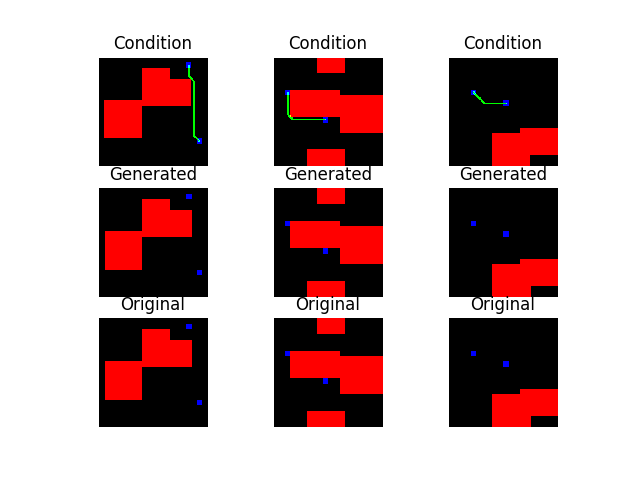 Condition Condition Condition
Generated Generated Generated
Original Original Original